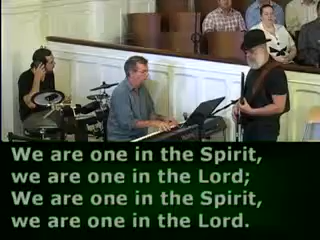 We are one in the Spirit,
we are one in the Lord;
We are one in the Spirit,
we are one in the Lord.